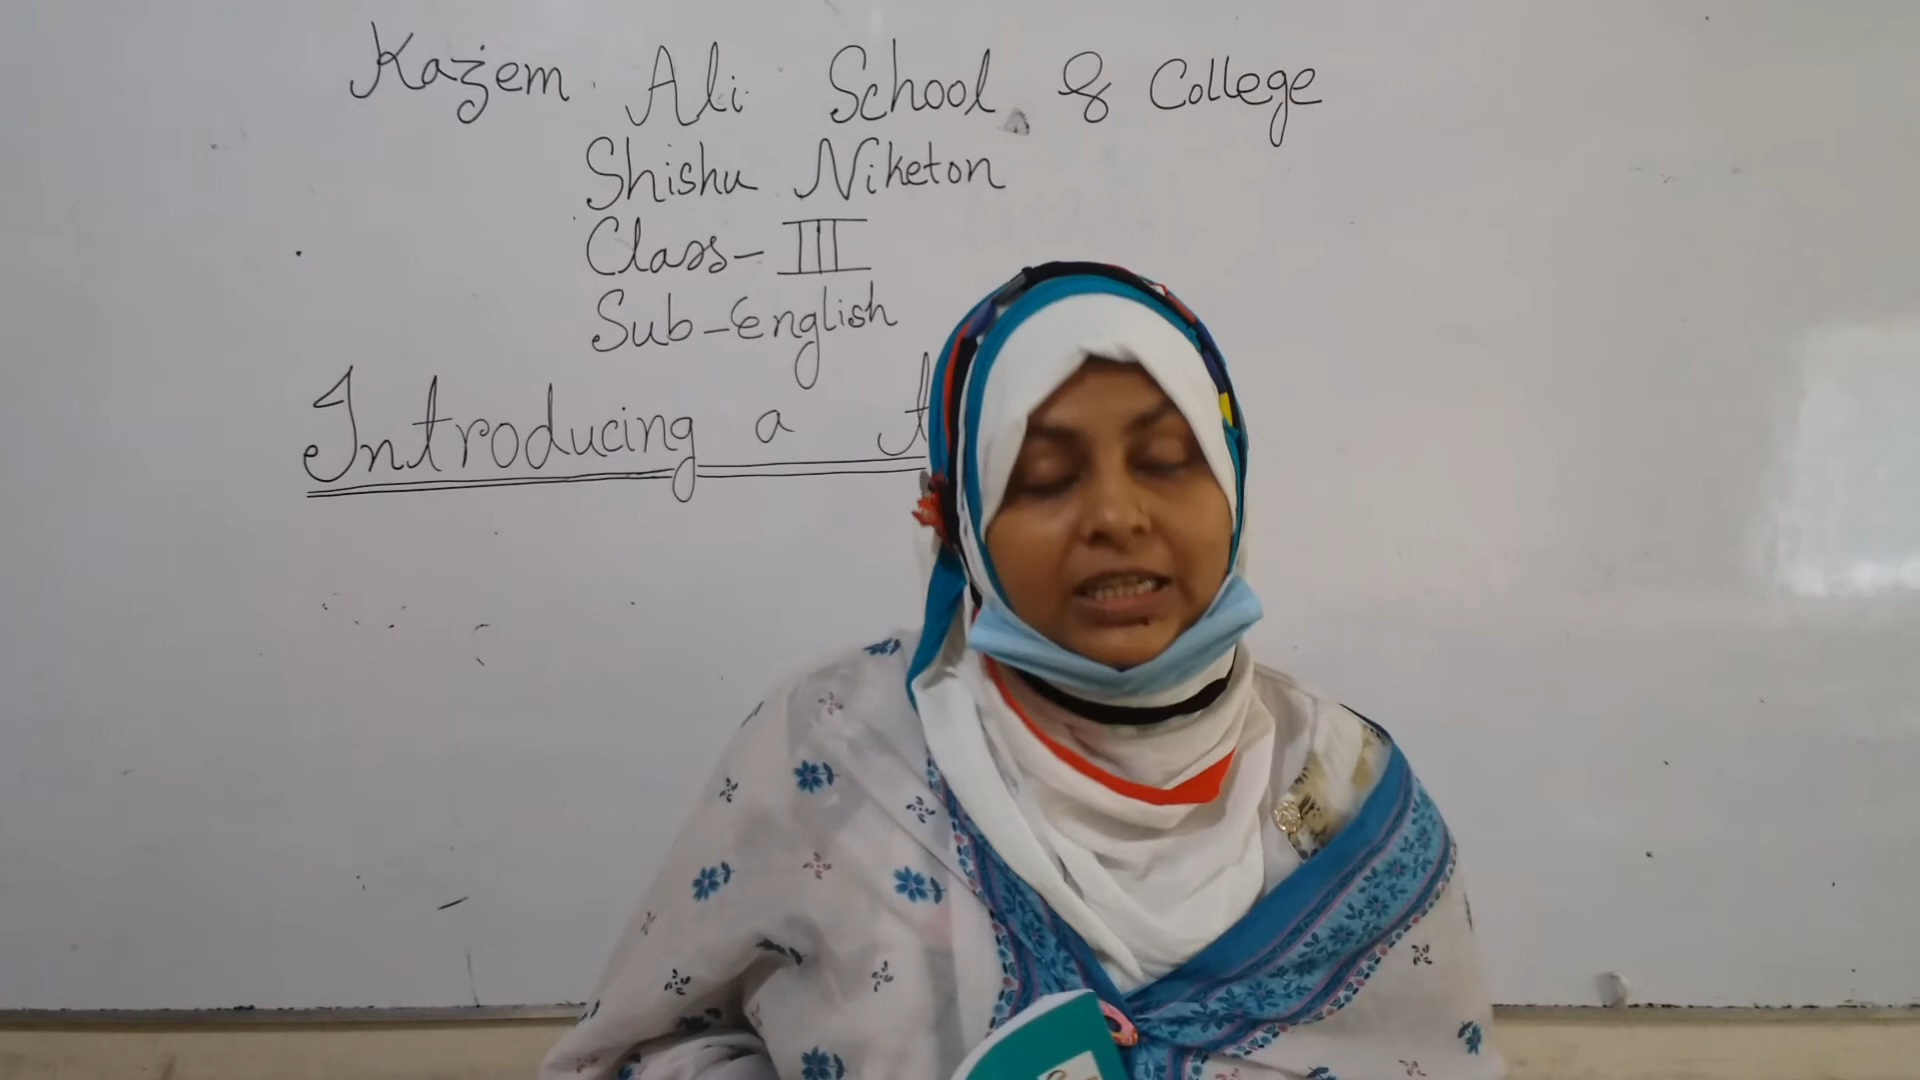 Kazem Ali School & College
Shishu Niketon
Class-III
Sub-English
Introducing a